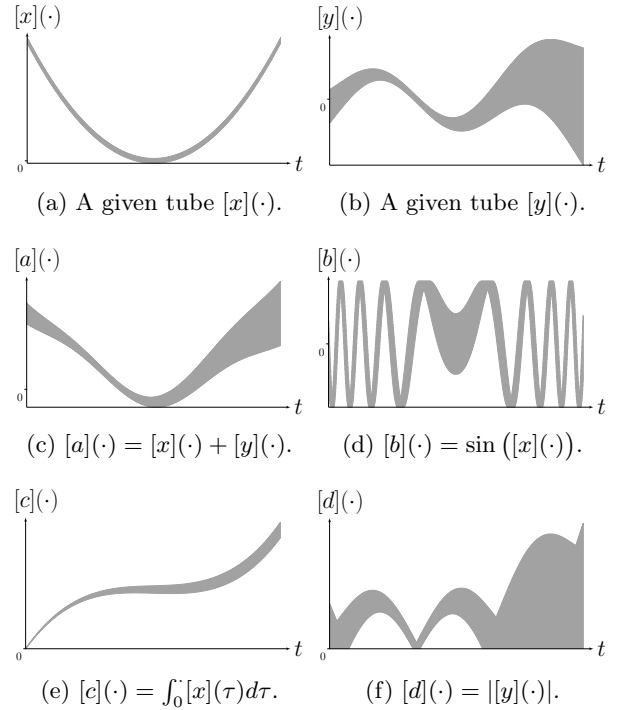 [x](·) [y](·)
0 t 0 t
(a) A given tube [x](·). (b) A given tube [y](·).
[a](·) [b](·)
0 t 0 t
(c) [a](·) = [x](·) + [y](·). (d) [b](·) = sin ([x](·)).
[c](·) [d](·)
0 t 0 t
(e) [c](·) = ∫₀˙[x](τ)dτ. (f) [d](·) = |[y](·)|.